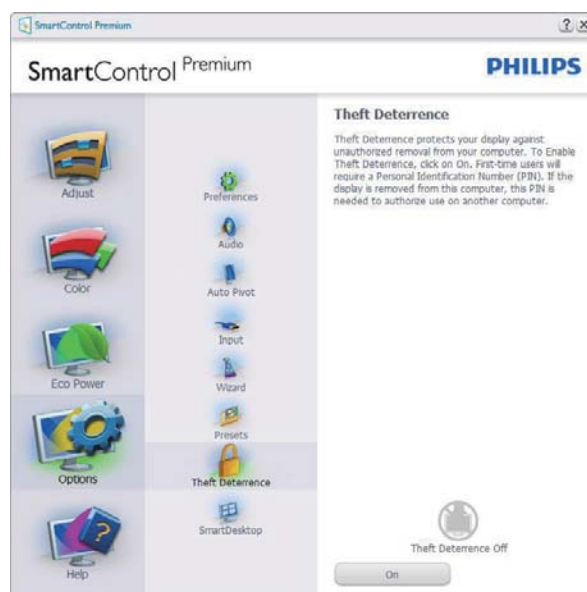 SmartControl Premium
? x
SmartControl Premium
PHILIPS
Adjust
Color
Eco Power
Options
Help
Preferences
Audio
Auto Pivot
Input
Wizard
Presets
Theft Deterrence
SmartDesktop
Theft Deterrence
Theft Deterrence protects your display against
unauthorized removal from your computer. To Enable
Theft Deterrence, click on On. First-time users will
require a Personal Identification Number (PIN). If the
display is removed from this computer, this PIN is
needed to authorize use on another computer.
Theft Deterrence Off
On